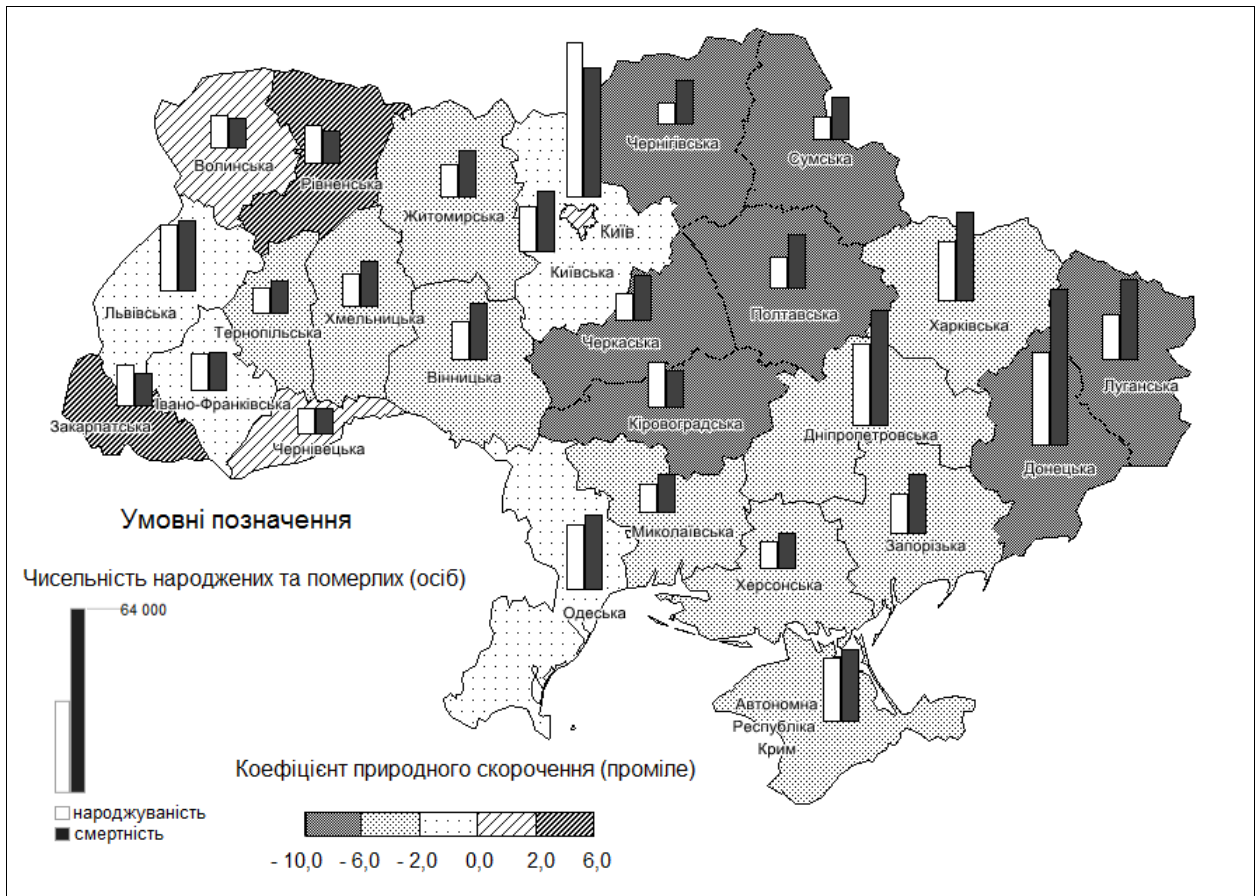 Чернігівська
Сумська
Волинська
Рівненська
Житомирська
Київ
Київська
Львівська
Тернопільська
Хмельницька
Вінницька
Черкаська
Полтавська
Харківська
Луганська
Закарпатська
Івано-Франківська
Чернівецька
Кіровоградська
Дніпропетровська
Донецька
Миколаївська
Запорізька
Херсонська
Одеська
Автономна
Республіка
Крим
Умовні позначення
Чисельність народжених та померлих (осіб)
64 000
народжуваність
смертність
Коефіцієнт природного скорочення (проміле)
- 10,0 - 6,0 - 2,0 0,0 2,0 6,0